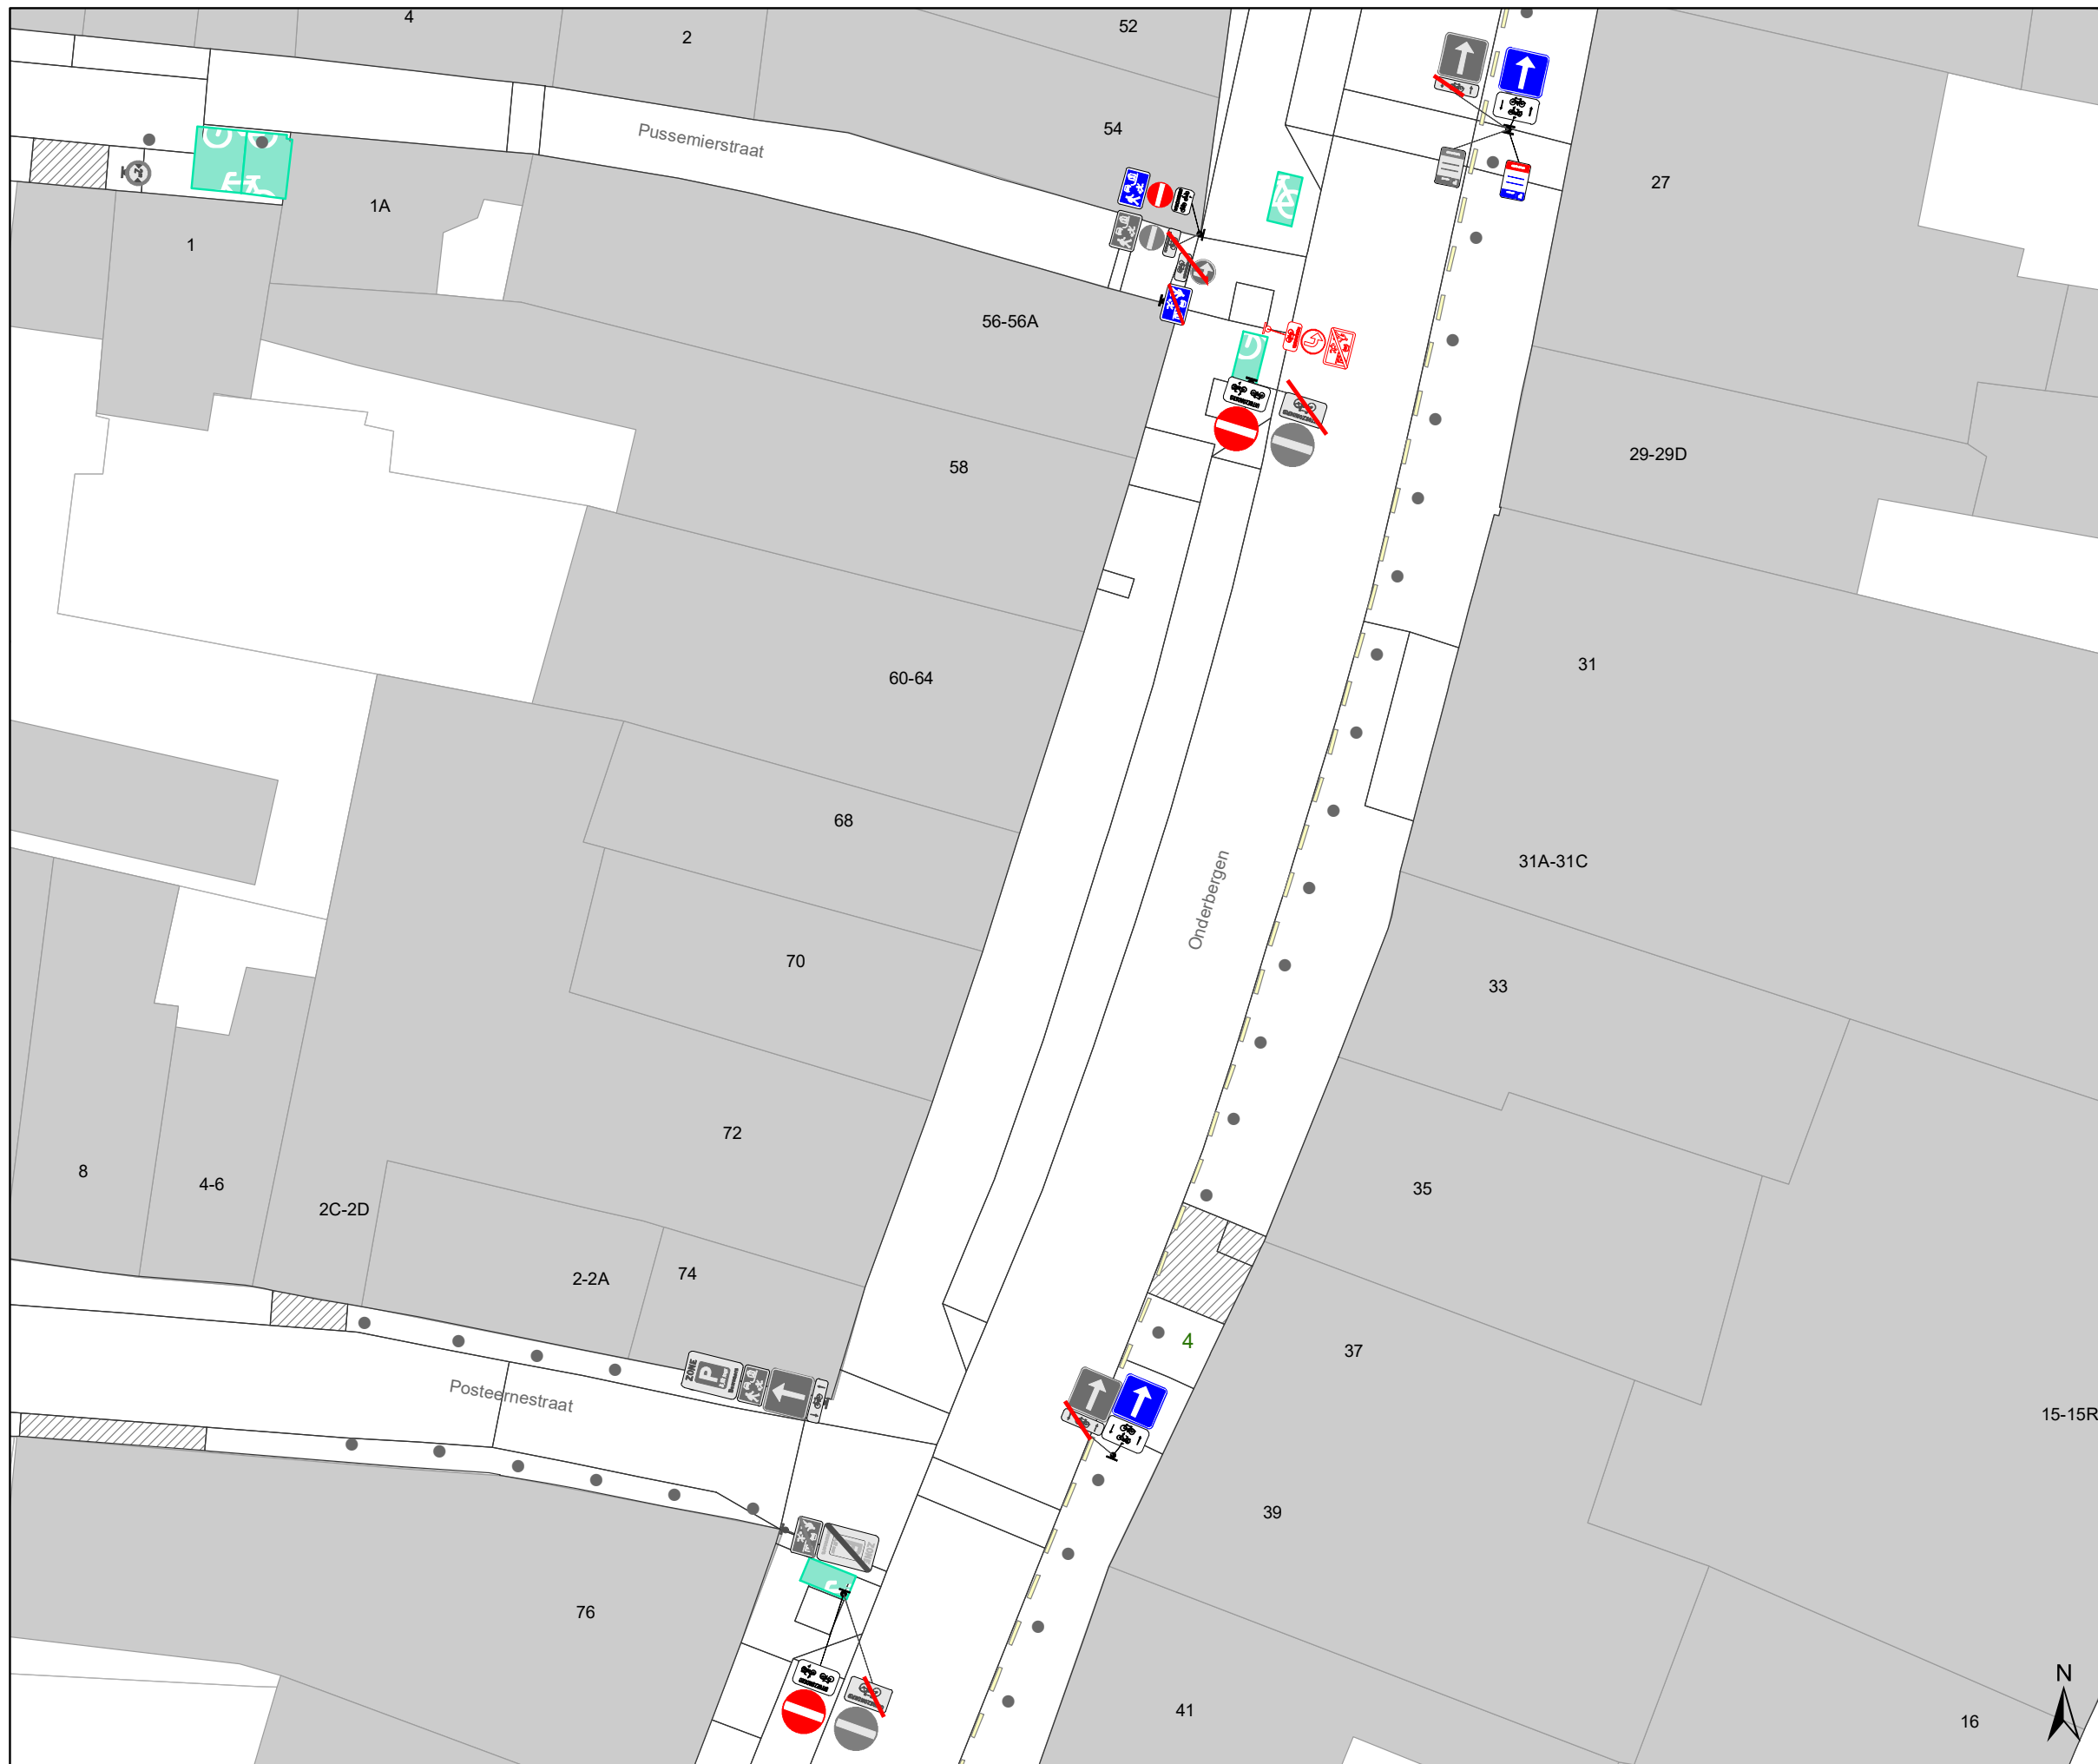 4
2
52
54
Pussemierstraat
27
1A
1
56-56A
29-29D
58
31
60-64
68
31A-31C
Onderbergen
70
33
72
8
4-6
35
2C-2D
2-2A
74
4
37
ZONE
P
Posteernestraat
15-15R
39
ZONE
P
76
N
41
16